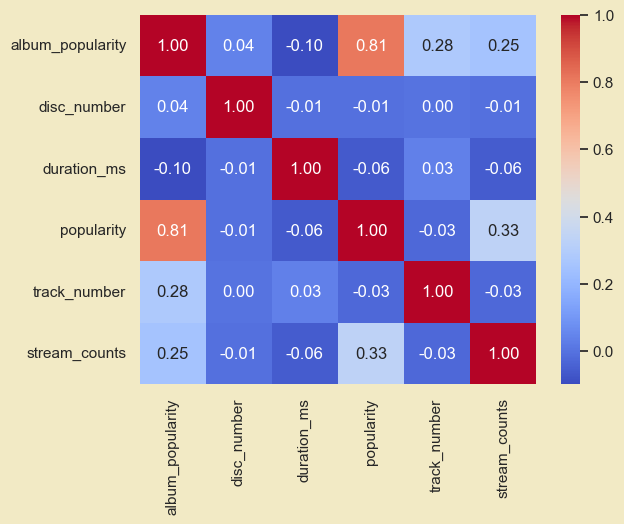 album_popularity 1.00 0.04 -0.10 0.81 0.28 0.25
disc_number 0.04 1.00 -0.01 -0.01 0.00 -0.01
duration_ms -0.10 -0.01 1.00 -0.06 0.03 -0.06
popularity 0.81 -0.01 -0.06 1.00 -0.03 0.33
track_number 0.28 0.00 0.03 -0.03 1.00 -0.03
stream_counts 0.25 -0.01 -0.06 0.33 -0.03 1.00
album_popularity
disc_number
duration_ms
popularity
track_number
stream_counts
1.0
0.8
0.6
0.4
0.2
0.0